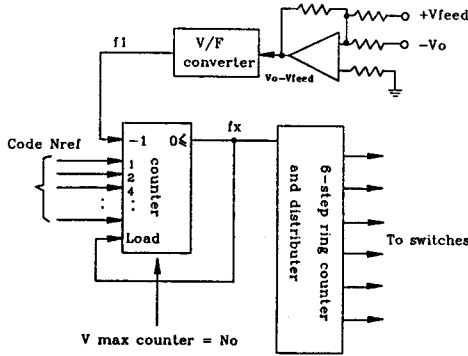 +Vfeed
-Vo
Vo-Vfeed
V/F
converter
f1
fx
Code Nref
-1 0≤
1
2
4
:
:
counter
Load
6-step ring counter
and distributer
To switches
V max counter = No